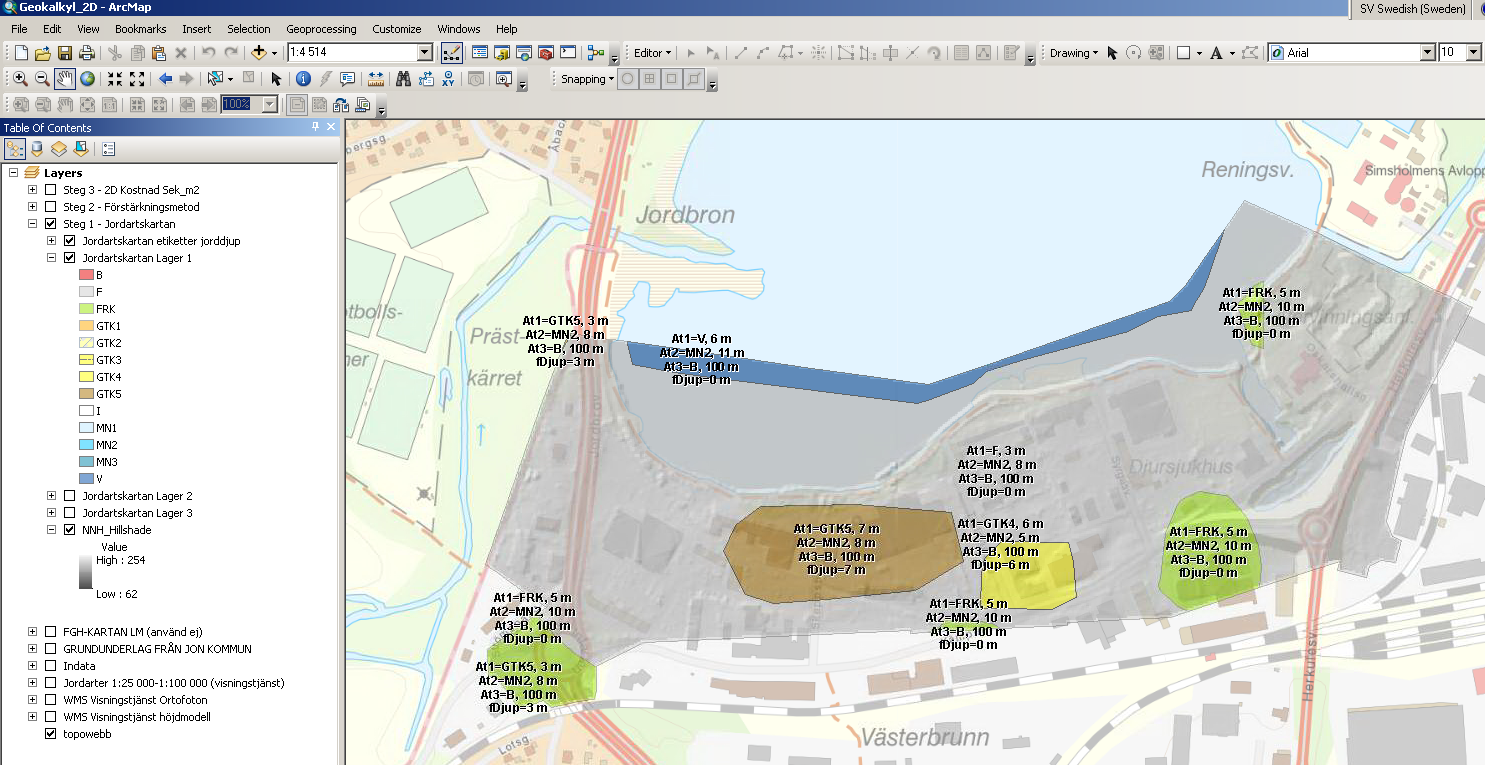 Geokalkyl_2D - ArcMap
SV Swedish (Sweden)
File Edit View Bookmarks Insert Selection Geoprocessing Customize Windows Help
1:4 514
Editor
Drawing
A
Arial
10
Snapping
100%
Table Of Contents
Layers
Steg 3 - 2D Kostnad Sek_m2
Steg 2 - Förstärkningsmetod
Steg 1 - Jordartskartan
Jordartskartan etiketter jorddjup
Jordartskartan Lager 1
B
F
FRK
GTK1
GTK2
GTK3
GTK4
GTK5
I
MN1
MN2
MN3
V
Jordartskartan Lager 2
Jordartskartan Lager 3
NNH_Hillshade
Value
High : 254
Low : 62
FGH-KARTAN LM (använd ej)
GRUNDUNDERLAG FRÅN JON KOMMUN
Indata
Jordarter 1:25 000-1:100 000 (visningstjänst)
WMS Visningstjänst Ortofoton
WMS Visningstjänst höjdmodell
topowebb
bergsg.
Åbac
Reningsv.
Simsholmens Avlopp
Jordbron
tbolls-
ner
Präst-
kärret
At1=GTK5, 3 m
At2=MN2, 8 m
At3=B, 100 m
fDjup=3 m
At1=V, 6 m
At2=MN2, 11 m
At3=B, 100 m
fDjup=0 m
At1=FRK, 5 m
At2=MN2, 10 m
At3=B, 100 m
fDjup=0 m
Jordbrov.
At1=F, 3 m
At2=MN2, 8 m
At3=B, 100 m
fDjup=0 m
Djursjukhus
At1=GTK5, 7 m
At2=MN2, 8 m
At3=B, 100 m
fDjup=7 m
At1=GTK4, 6 m
At2=MN2, 5 m
At3=B, 100 m
fDjup=6 m
At1=FRK, 5 m
At2=MN2, 10 m
At3=B, 100 m
fDjup=0 m
At1=FRK, 5 m
At2=MN2, 10 m
At3=B, 100 m
fDjup=0 m
At1=FRK, 5 m
At2=MN2, 10 m
At3=B, 100 m
fDjup=0 m
At1=GTK5, 3 m
At2=MN2, 8 m
At3=B, 100 m
fDjup=3 m
Herkulesv.
Lotsg.
Västerbrunn